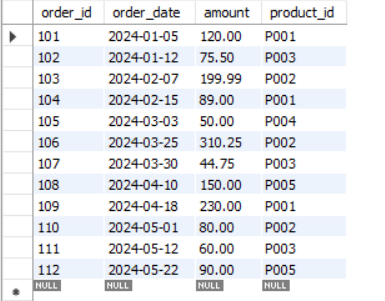 order_id order_date amount product_id
101 2024-01-05 120.00 P001
102 2024-01-12 75.50 P003
103 2024-02-07 199.99 P002
104 2024-02-15 89.00 P001
105 2024-03-03 50.00 P004
106 2024-03-25 310.25 P002
107 2024-03-30 44.75 P003
108 2024-04-10 150.00 P005
109 2024-04-18 230.00 P001
110 2024-05-01 80.00 P002
111 2024-05-12 60.00 P003
112 2024-05-22 90.00 P005
NULL NULL NULL NULL